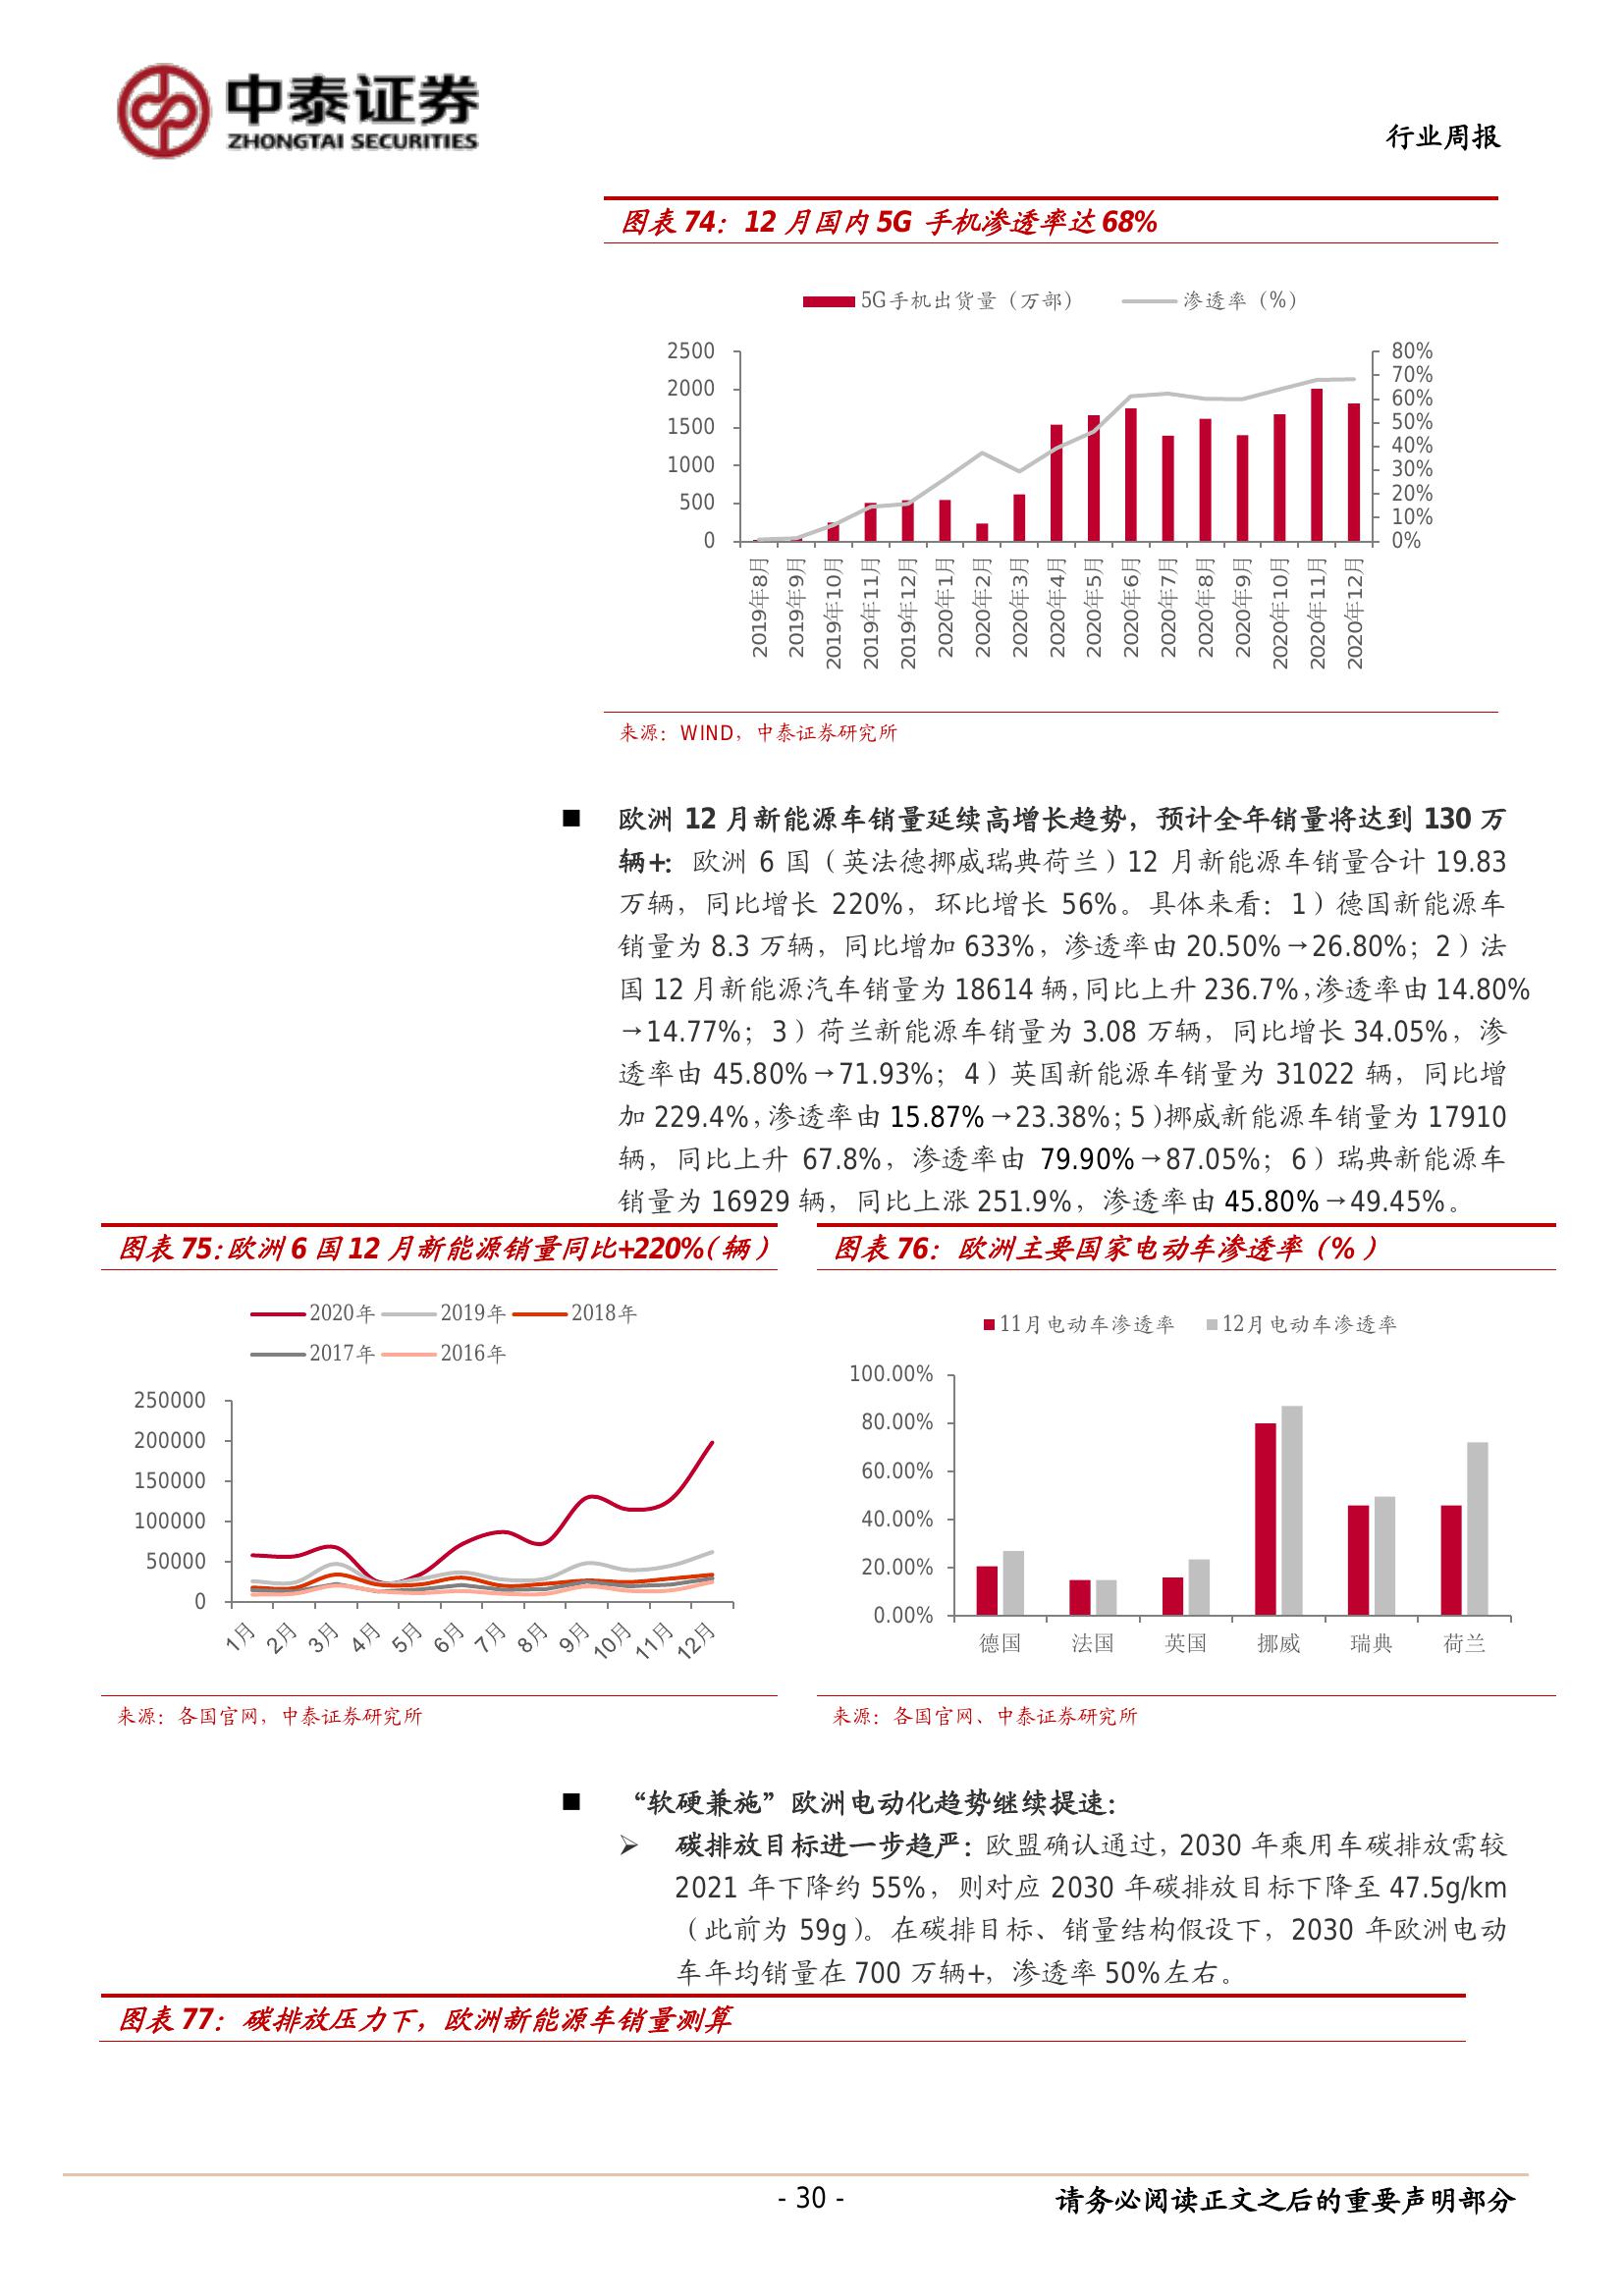 中泰证券
ZHONGTAI SECURITIES
行业周报
图表 74：12 月国内 5G 手机渗透率达 68%
5G手机出货量（万部） 渗透率（%）
2500
2000
1500
1000
500
0
80%
70%
60%
50%
40%
30%
20%
10%
0%
2019年8月 2019年9月 2019年10月 2019年11月 2019年12月 2020年1月 2020年2月 2020年3月 2020年4月 2020年5月 2020年6月 2020年7月 2020年8月 2020年9月 2020年10月 2020年11月 2020年12月
来源：WIND，中泰证券研究所
■ 欧洲 12 月新能源车销量延续高增长趋势，预计全年销量将达到 130 万
辆+：欧洲 6 国（英法德挪威瑞典荷兰）12 月新能源车销量合计 19.83
万辆，同比增长 220%，环比增长 56%。具体来看：1）德国新能源车
销量为 8.3 万辆，同比增加 633%，渗透率由 20.50%→26.80%；2）法
国 12 月新能源汽车销量为 18614 辆，同比上升 236.7%，渗透率由 14.80%
→14.77%；3）荷兰新能源车销量为 3.08 万辆，同比增长 34.05%，渗
透率由 45.80%→71.93%；4）英国新能源车销量为 31022 辆，同比增
加 229.4%，渗透率由 15.87%→23.38%；5）挪威新能源车销量为 17910
辆，同比上升 67.8%，渗透率由 79.90%→87.05%；6）瑞典新能源车
销量为 16929 辆，同比上涨 251.9%，渗透率由 45.80%→49.45%。
图表 75：欧洲 6 国 12 月新能源销量同比+220%（辆）
2020年 2019年 2018年
2017年 2016年
250000
200000
150000
100000
50000
0
1月 2月 3月 4月 5月 6月 7月 8月 9月 10月 11月 12月
来源：各国官网，中泰证券研究所
图表 76：欧洲主要国家电动车渗透率（%）
11月电动车渗透率 12月电动车渗透率
100.00%
80.00%
60.00%
40.00%
20.00%
0.00%
德国 法国 英国 挪威 瑞典 荷兰
来源：各国官网、中泰证券研究所
■ “软硬兼施”欧洲电动化趋势继续提速：
➢ 碳排放目标进一步趋严：欧盟确认通过，2030 年乘用车碳排放需较
2021 年下降约 55%，则对应 2030 年碳排放目标下降至 47.5g/km
（此前为 59g）。在碳排目标、销量结构假设下，2030 年欧洲电动
车年均销量在 700 万辆+，渗透率 50%左右。
图表 77：碳排放压力下，欧洲新能源车销量测算
- 30 -
请务必阅读正文之后的重要声明部分